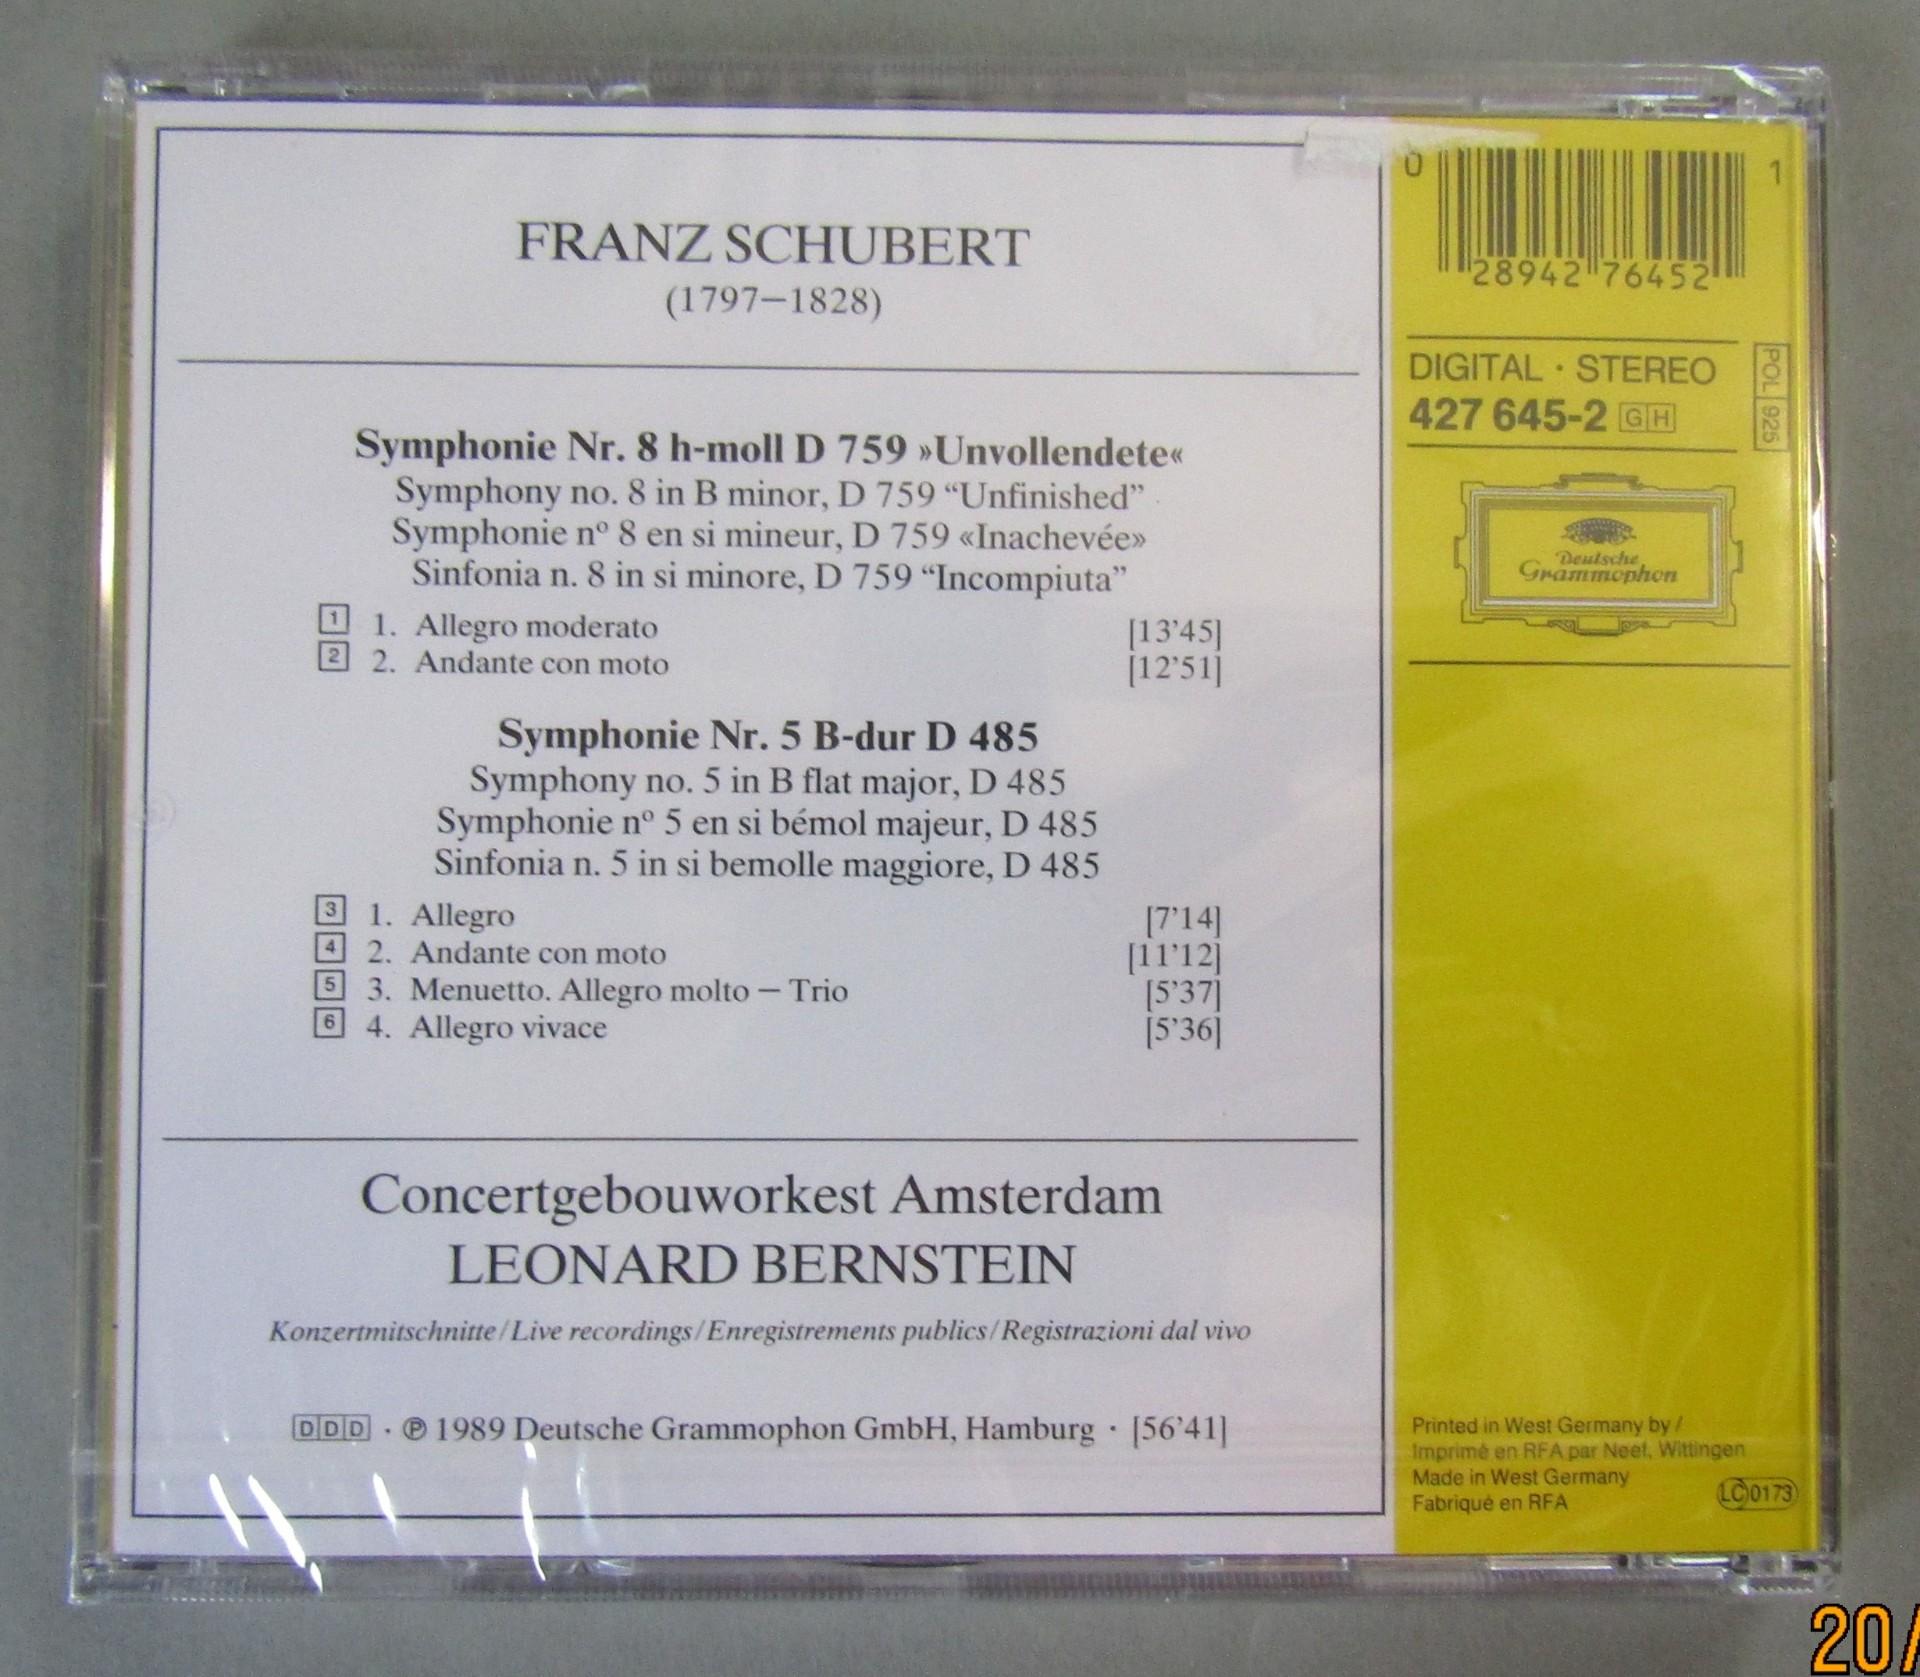 FRANZ SCHUBERT
(1797–1828)
Symphonie Nr. 8 h-moll D 759 »Unvollendete«
Symphony no. 8 in B minor, D 759 “Unfinished”
Symphonie nº 8 en si mineur, D 759 «Inachevée»
Sinfonia n. 8 in si minore, D 759 “Incompiuta”
1 1. Allegro moderato [13’45]
2 2. Andante con moto [12’51]
Symphonie Nr. 5 B-dur D 485
Symphony no. 5 in B flat major, D 485
Symphonie nº 5 en si bémol majeur, D 485
Sinfonia n. 5 in si bemolle maggiore, D 485
3 1. Allegro [7’14]
4 2. Andante con moto [11’12]
5 3. Menuetto. Allegro molto – Trio [5’37]
6 4. Allegro vivace [5’36]
Concertgebouworkest Amsterdam
LEONARD BERNSTEIN
Konzertmitschnitte/Live recordings/Enregistrements publics/Registrazioni dal vivo
DDD · ℗ 1989 Deutsche Grammophon GmbH, Hamburg · [56’41]
0 28942 76452 1
DIGITAL · STEREO
427 645-2 GH
POL 925
Deutsche
Grammophon
Printed in West Germany by /
Imprimé en RFA par Neef, Wittingen
Made in West Germany
Fabriqué en RFA
LC 0173
20/